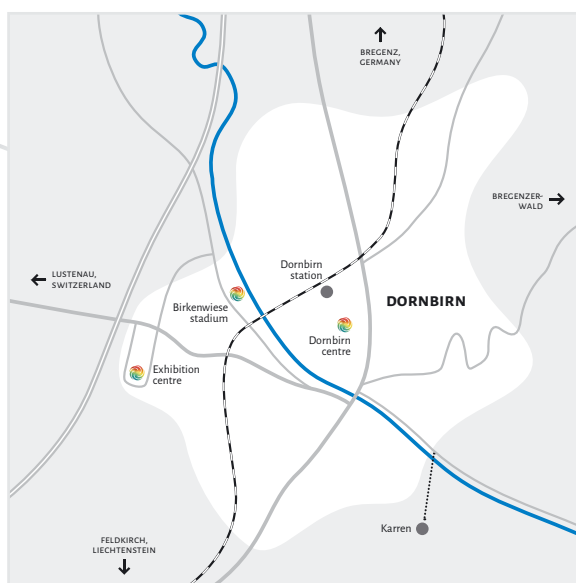 BREGENZ,
GERMANY
BREGENZER-
WALD
Dornbirn
station
LUSTENAU,
SWITZERLAND
DORNBIRN
Birkenwiese
stadium
Dornbirn
centre
Exhibition
centre
Karren
FELDKIRCH,
LIECHTENSTEIN